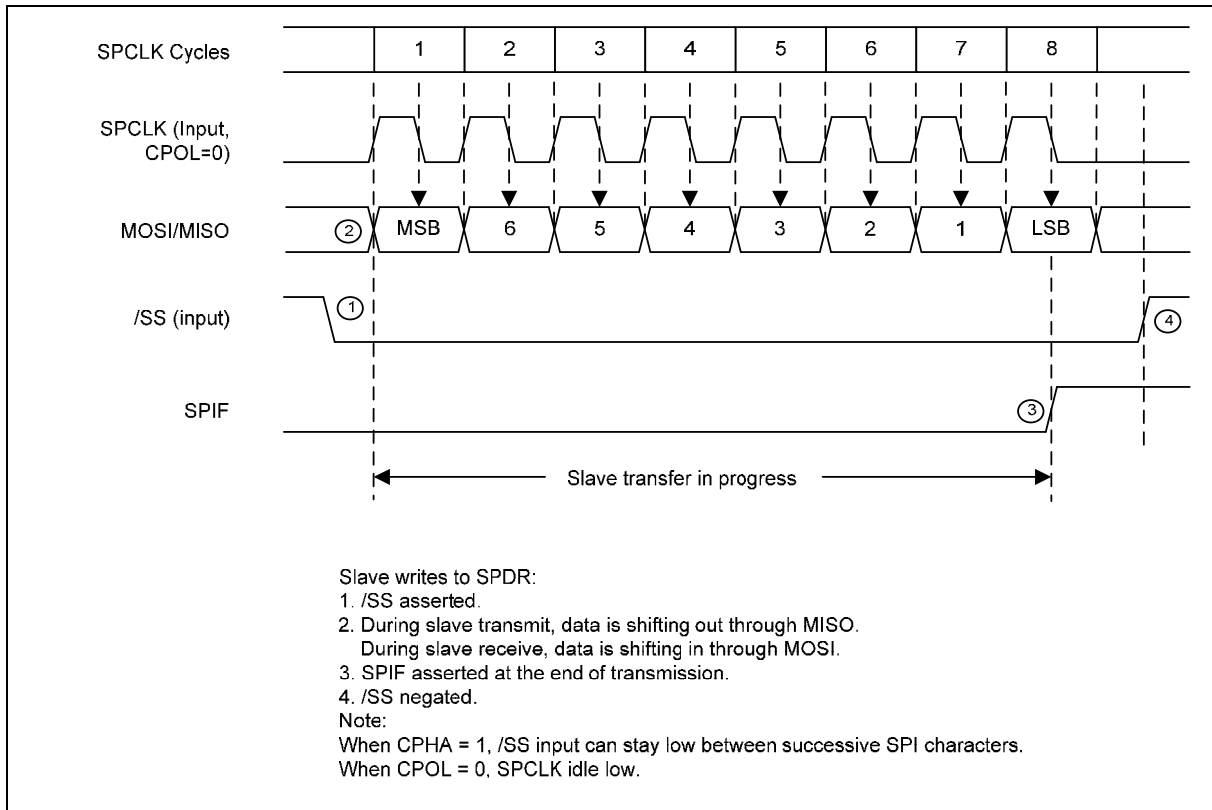 SPCLK Cycles
1 2 3 4 5 6 7 8
SPCLK (Input,
CPOL=0)
MOSI/MISO
2 MSB 6 5 4 3 2 1 LSB
/SS (input)
1
4
SPIF
3
Slave transfer in progress
Slave writes to SPDR:
1. /SS asserted.
2. During slave transmit, data is shifting out through MISO.
During slave receive, data is shifting in through MOSI.
3. SPIF asserted at the end of transmission.
4. /SS negated.
Note:
When CPHA = 1, /SS input can stay low between successive SPI characters.
When CPOL = 0, SPCLK idle low.